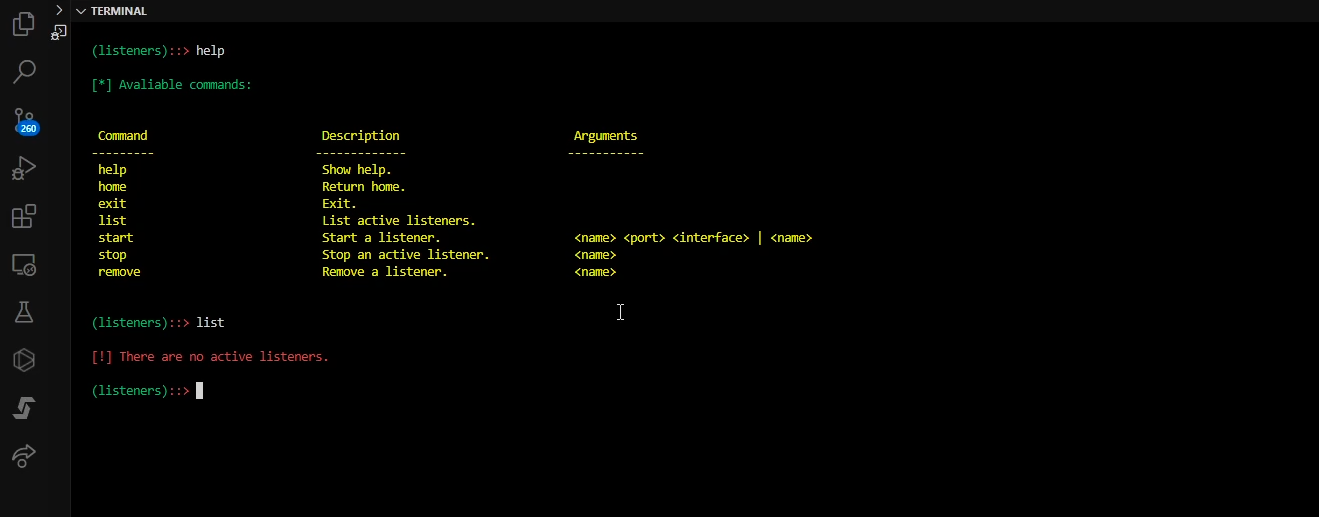 TERMINAL
(listeners)::> help
[*] Avaliable commands:
Command Description Arguments
--------- ------------- -----------
help Show help.
home Return home.
exit Exit.
list List active listeners.
start Start a listener. <name> <port> <interface> | <name>
stop Stop an active listener. <name>
remove Remove a listener. <name>
(listeners)::> list
[!] There are no active listeners.
(listeners)::>
260